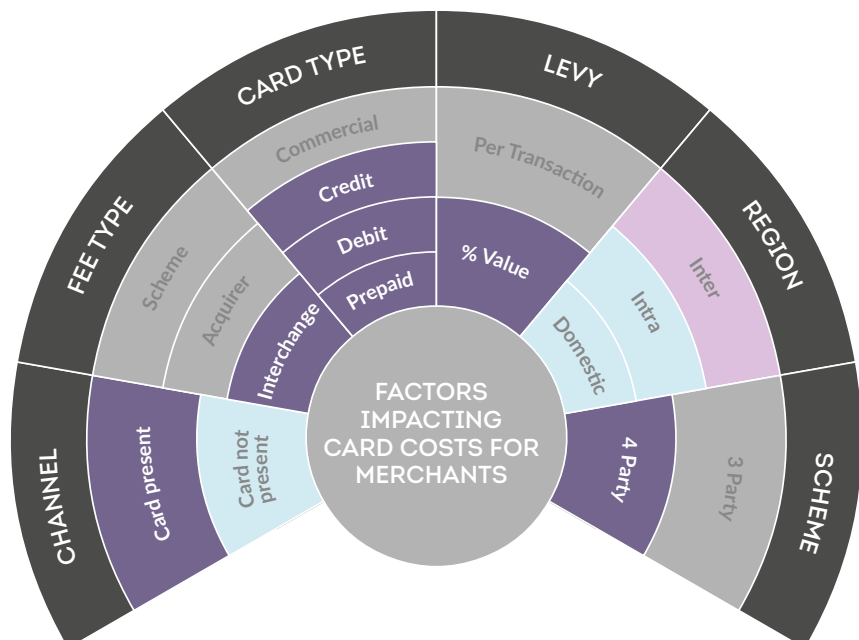 CARD TYPE
LEVY
FEE TYPE
REGION
CHANNEL
SCHEME
Commercial
Credit
Debit
Prepaid
Per Transaction
% Value
Scheme
Acquirer
Interchange
Inter
Intra
Domestic
Card present
Card not
present
4 Party
3 Party
FACTORS
IMPACTING
CARD COSTS FOR
MERCHANTS